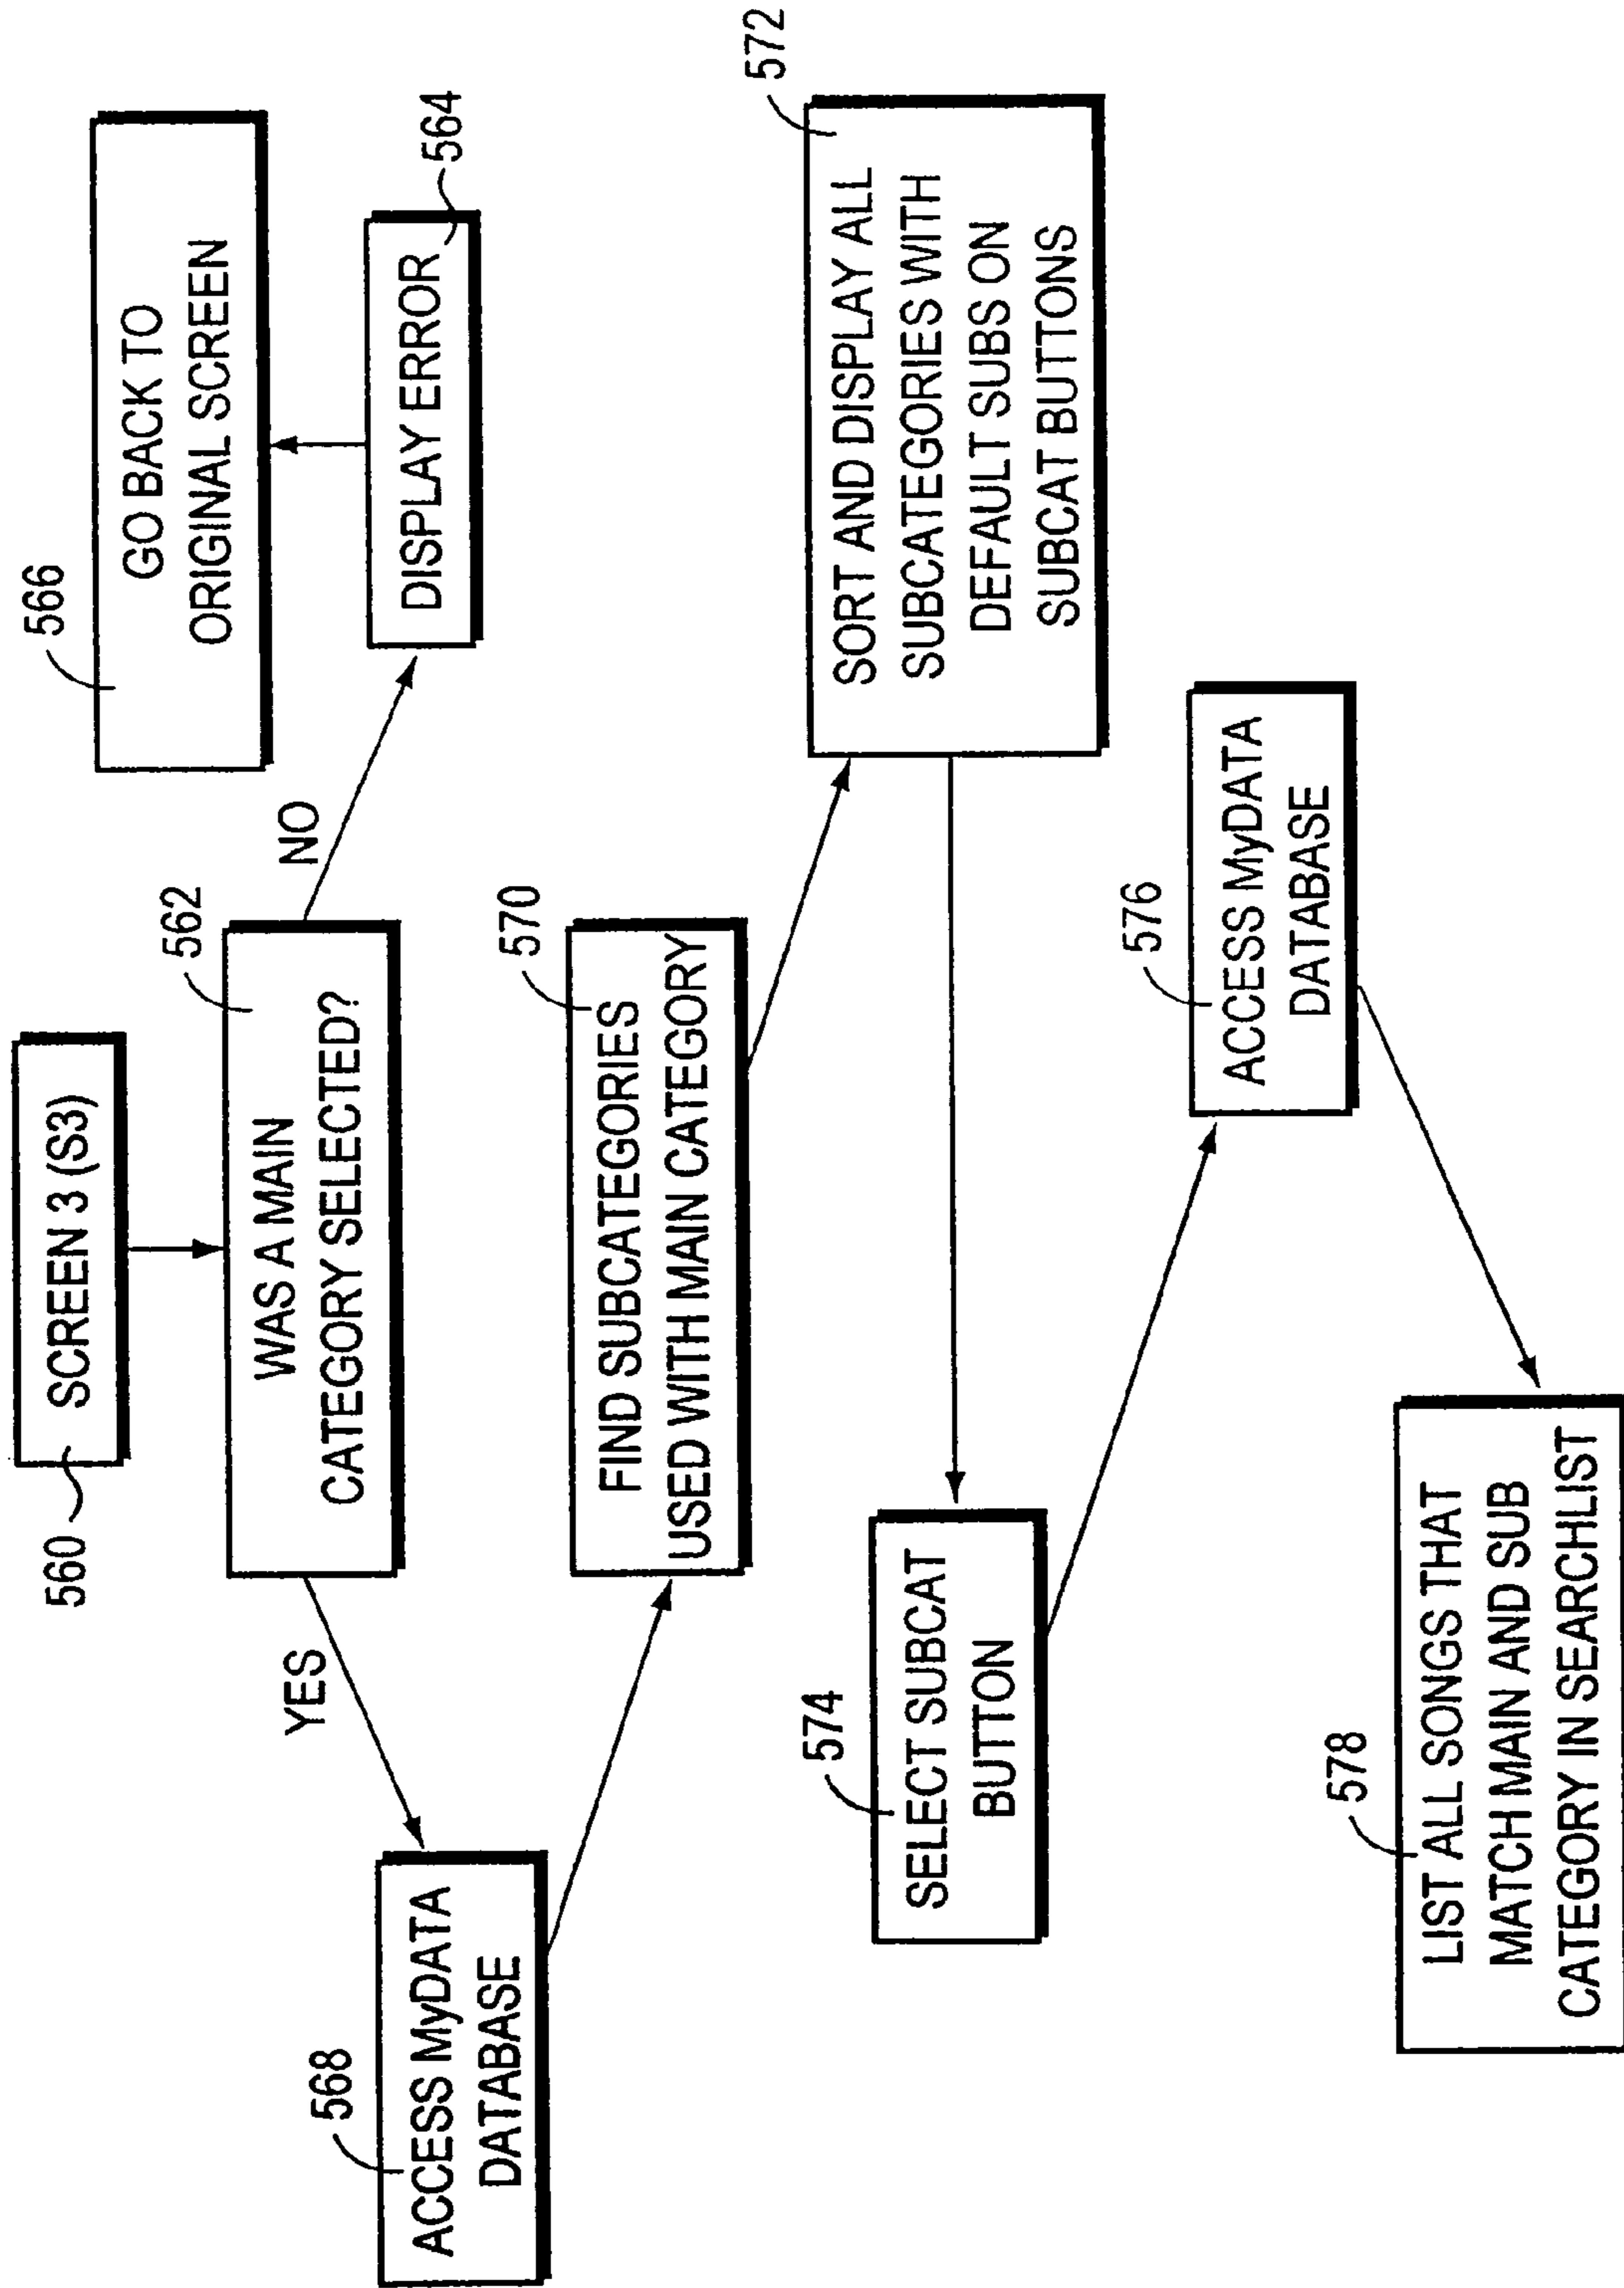 560
SCREEN 3 (S3)
562
WAS A MAIN
CATEGORY SELECTED?
NO
566
GO BACK TO
ORIGINAL SCREEN
DISPLAY ERROR
564
YES
568
ACCESS MyDATA
DATABASE
570
FIND SUBCATEGORIES
USED WITH MAIN CATEGORY
572
SORT AND DISPLAY ALL
SUBCATEGORIES WITH
DEFAULT SUBS ON
SUBCAT BUTTONS
574
SELECT SUBCAT
BUTTON
576
ACCESS MyDATA
DATABASE
578
LIST ALL SONGS THAT
MATCH MAIN AND SUB
CATEGORY IN SEARCHLIST